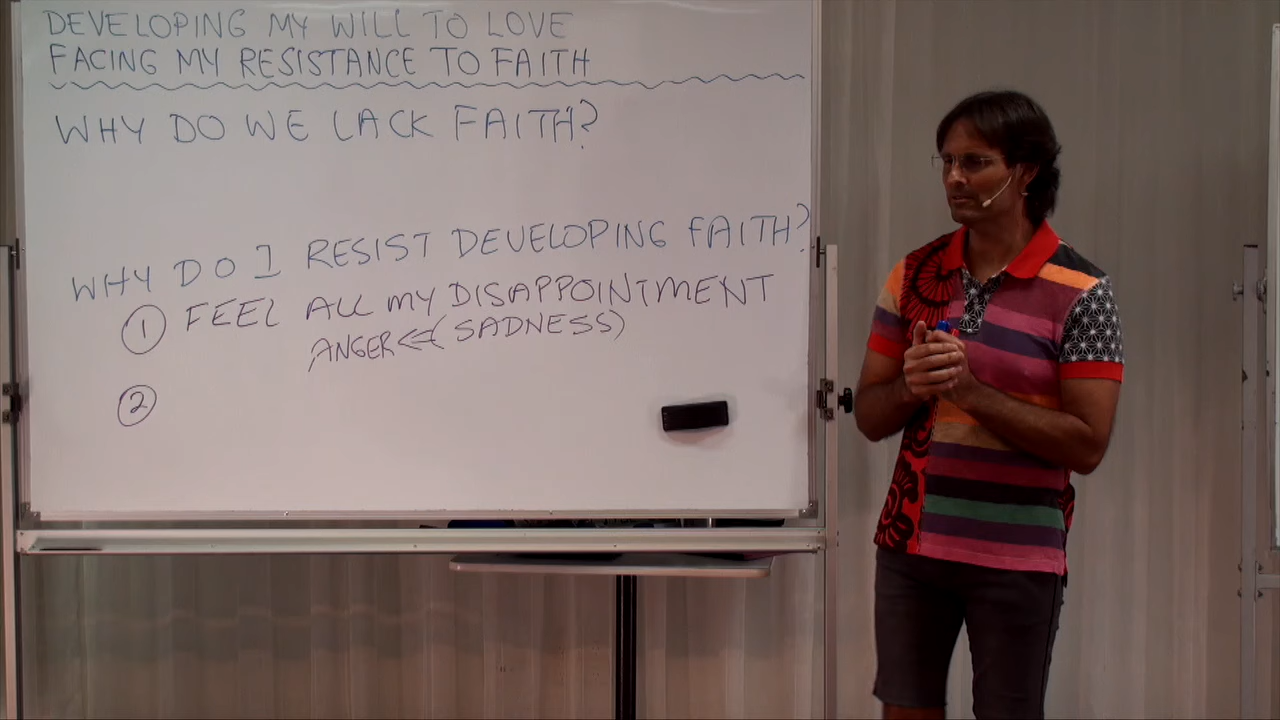 DEVELOPING MY WILL TO LOVE
FACING MY RESISTANCE TO FAITH
WHY DO WE LACK FAITH?
WHY DO I RESIST DEVELOPING FAITH?
1 FEEL ALL MY DISAPPOINTMENT
ANGER <= (SADNESS)
2